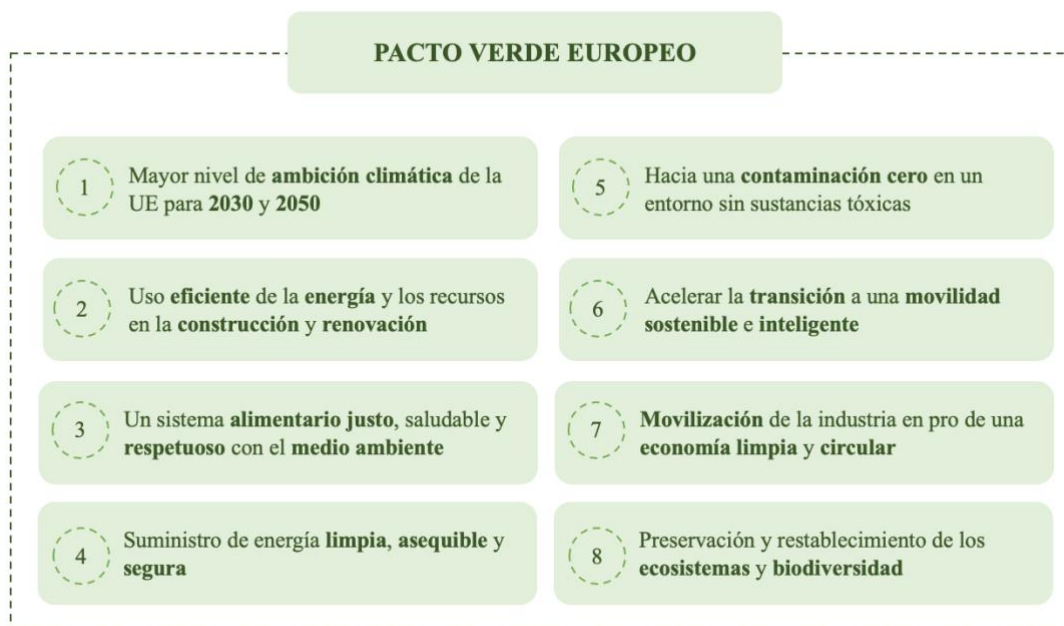 PACTO VERDE EUROPEO
1
Mayor nivel de ambición climática de la
UE para 2030 y 2050
2
Uso eficiente de la energía y los recursos
en la construcción y renovación
3
Un sistema alimentario justo, saludable y
respetuoso con el medio ambiente
4
Suministro de energía limpia, asequible y
segura
5
Hacia una contaminación cero en un
entorno sin sustancias tóxicas
6
Acelerar la transición a una movilidad
sostenible e inteligente
7
Movilización de la industria en pro de una
economía limpia y circular
8
Preservación y restablecimiento de los
ecosistemas y biodiversidad